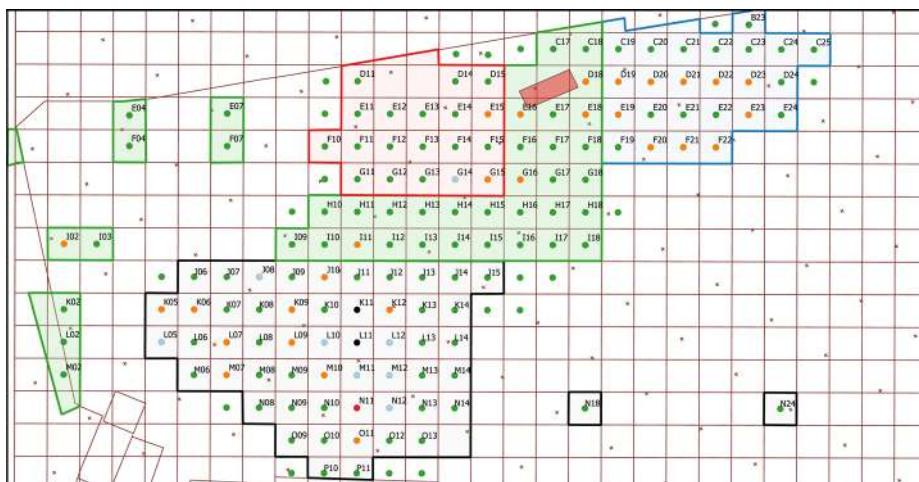 B23
C17 C18 C19 C20 C21 C22 C23 C24 C25
D11 D14 D15 D18 D19 D20 D21 D22 D23 D24
E04 E07 E11 E12 E13 E14 E15 E16 E17 E18 E19 E20 E21 E22 E23 E24
F04 F07 F10 F11 F12 F13 F14 F15 F16 F17 F18 F19 F20 F21 F22
G11 G12 G13 G14 G15 G16 G17 G18
H10 H11 H12 H13 H14 H15 H16 H17 H18
I02 I03 I09 I10 I11 I12 I13 I14 I15 I16 I17 I18
J06 J07 J08 J09 J10 J11 J12 J13 J14 J15
K02 K05 K06 K07 K08 K09 K10 K11 K12 K13 K14
L02 L05 L06 L07 L08 L09 L10 L11 L12 L13 L14
M02 M06 M07 M08 M09 M10 M11 M12 M13 M14
N08 N09 N10 N11 N12 N13 N14 N18 N24
O09 O10 O11 O12 O13
P10 P11